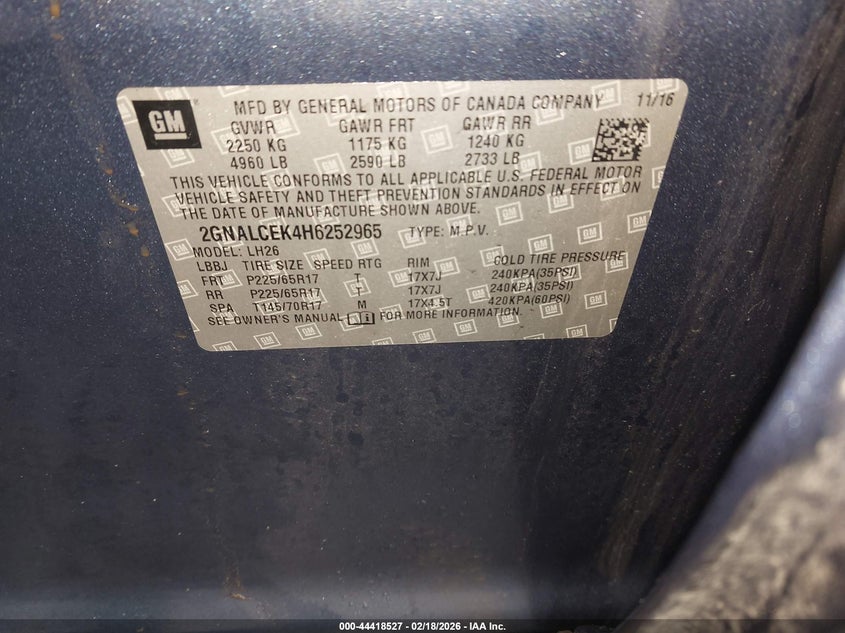 GM MFD BY GENERAL MOTORS OF CANADA COMPANY 11/16
GVWR GAWR FRT GAWR RR
2250 KG 1175 KG 1240 KG
4960 LB 2590 LB 2733 LB
THIS VEHICLE CONFORMS TO ALL APPLICABLE U.S. FEDERAL MOTOR
VEHICLE SAFETY AND THEFT PREVENTION STANDARDS IN EFFECT ON
THE DATE OF MANUFACTURE SHOWN ABOVE.
2GNALCEK4H6252965 TYPE: M.P.V.
MODEL: LH26
LBBJ TIRE SIZE SPEED RTG RIM COLD TIRE PRESSURE
FRT P225/65R17 T 17X7J 240KPA(35PSI)
RR P225/65R17 T 17X7J 240KPA(35PSI)
SPA T145/70R17 M 17X4.5T 420KPA(60PSI)
SEE OWNER'S MANUAL FOR MORE INFORMATION.
000-44418527 - 02/18/2026 - IAA Inc.